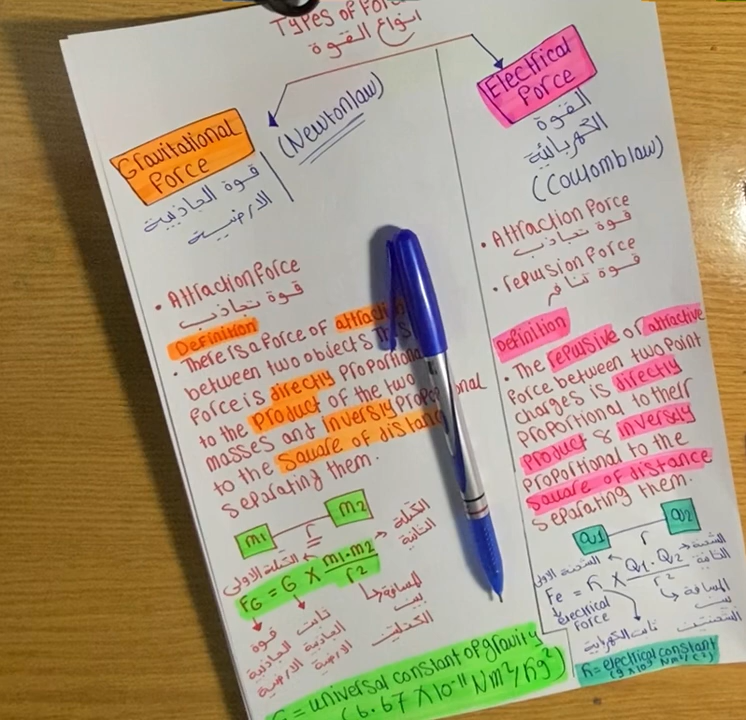 Types of Force
انواع القوة
Gravitational
Force
قوة الجاذبية
الارضية
(Newton law)
• Attraction Force
قوة تجاذب
Definition
• There is a force of attraction
between two objects This
Force is directly proportional
to the product of the two
masses and inversly proportional
to the square of distance
separating them.
m1 r m2
الكتلة الاولى
الكتلة
الثانية
FG = G X m1.m2 / r2
قوة
الجاذبية
الارضية
ثابت
الجاذبية
الارضية
المسافة
بين
الكتلتين
G = universal constant of gravity
(6.67 X10-11 Nm2/Kg2)
Electrical
Force
القوة
الكهربائية
(Coulomb law)
• Attraction Force
قوة تجاذب
• repulsion Force
قوة تنافر
Definition
• The repulsive or attractive
force between two point
charges is directly
proportional to their
product & inversly
proportional to the
square of distance
separating them.
q1 r q2
الشحنة الاولى
الشحنة
الثانية
Fe = K X Q1.Q2 / r2
electrical
Force
ثابت الكهربائية
المسافة
بين
الشحنتين
K= electrical constant
(9 X109 Nm2/C2)